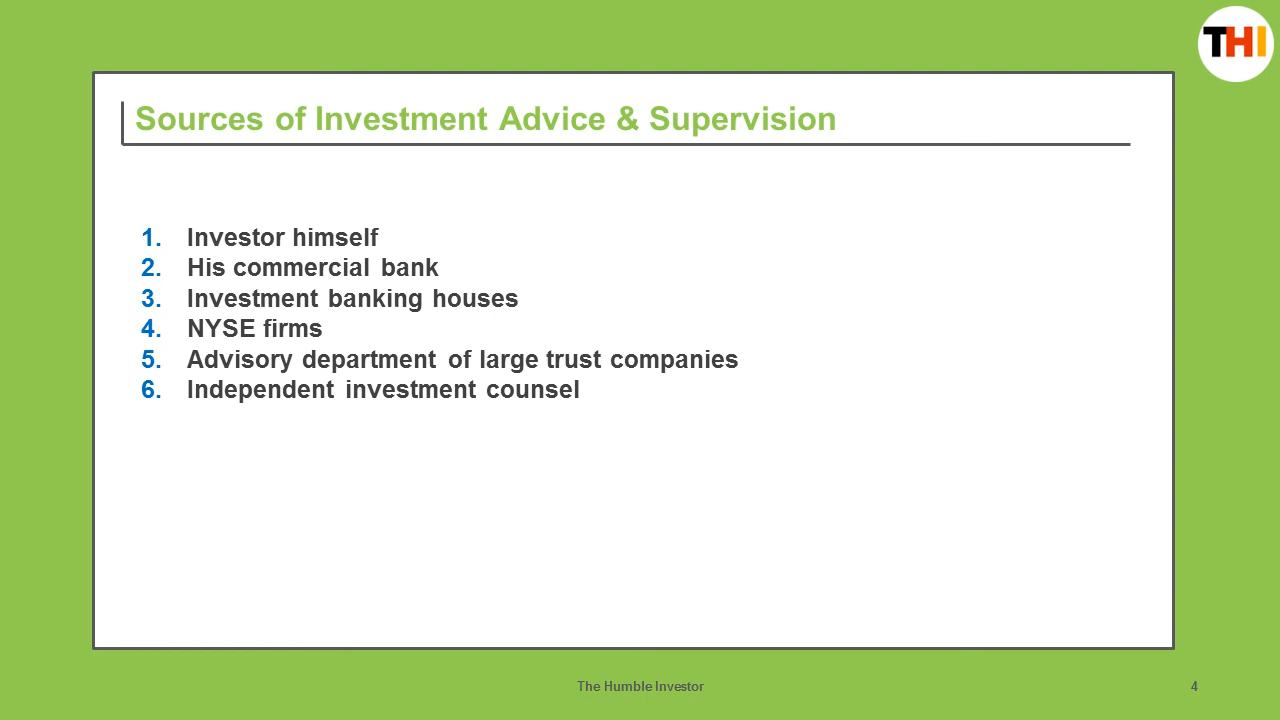 THI
Sources of Investment Advice & Supervision
1. Investor himself
2. His commercial bank
3. Investment banking houses
4. NYSE firms
5. Advisory department of large trust companies
6. Independent investment counsel
The Humble Investor
4